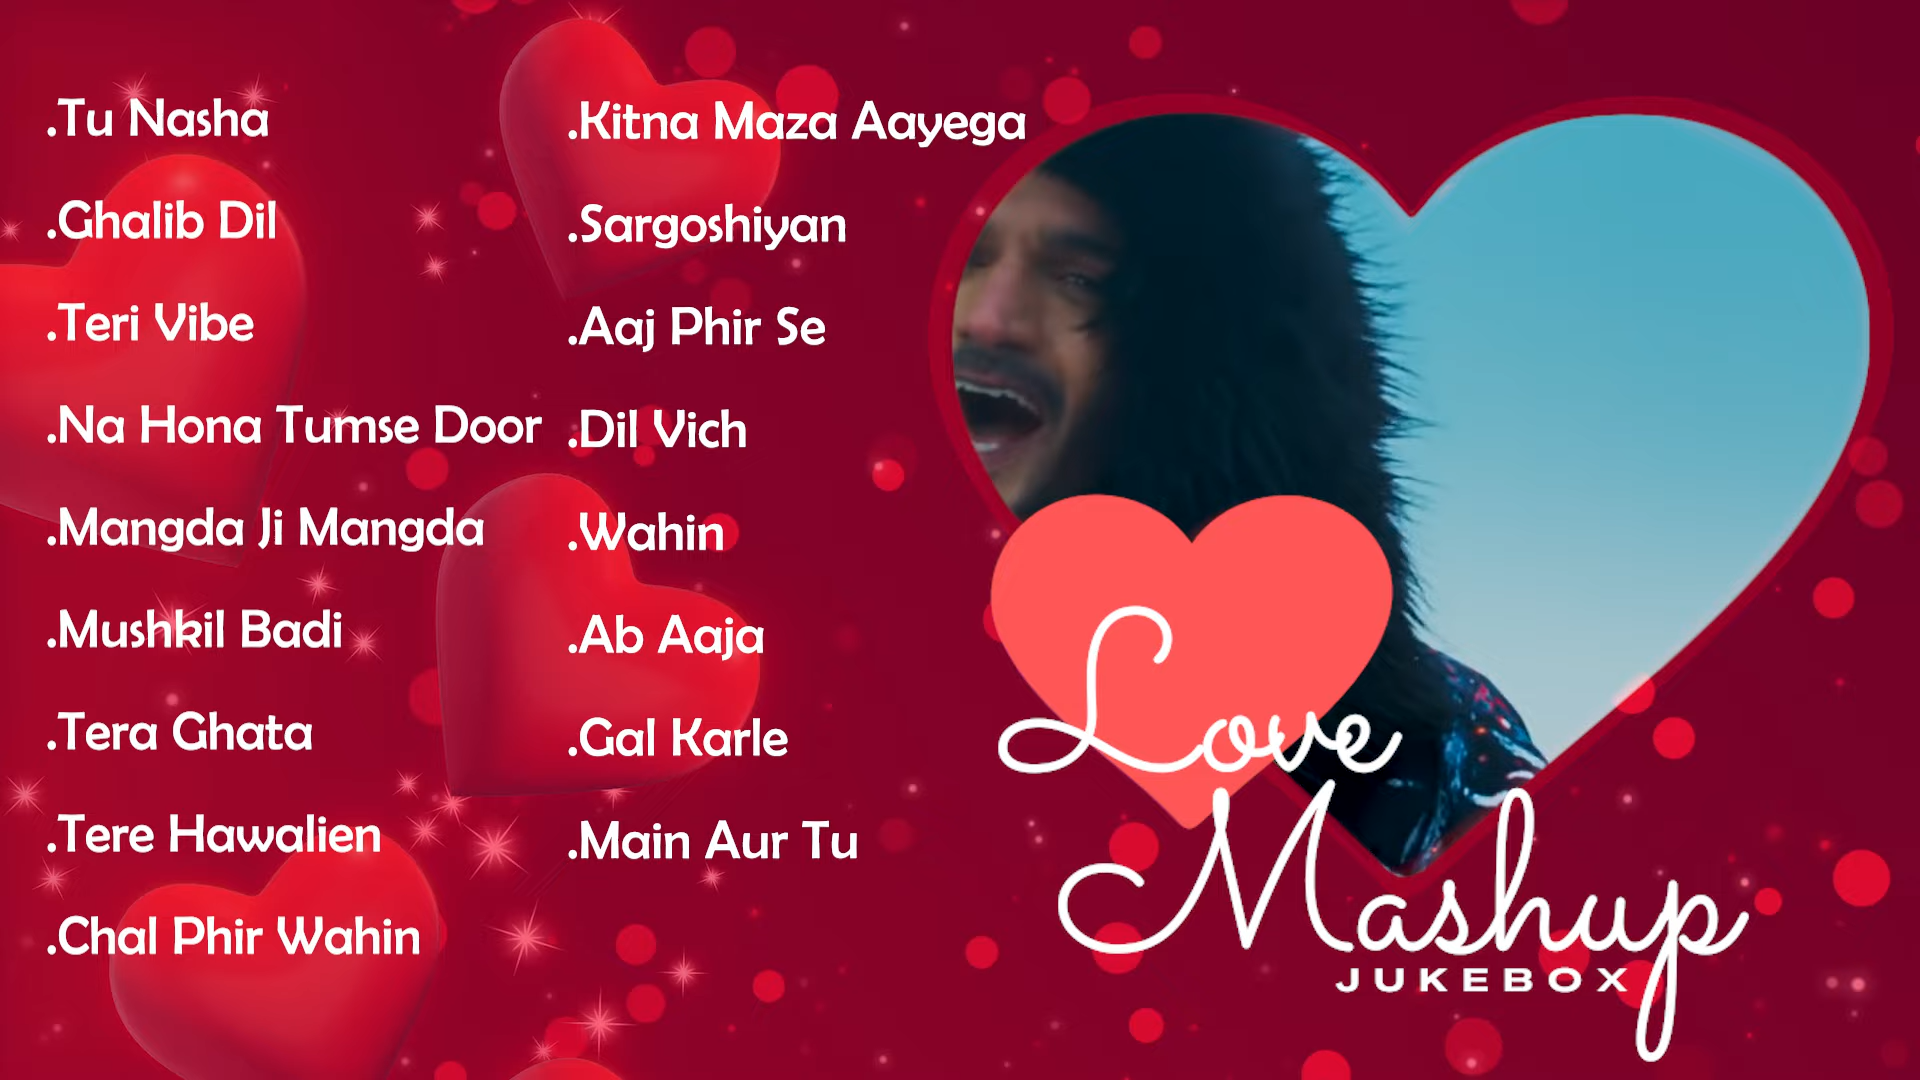 .Tu Nasha
.Ghalib Dil
.Teri Vibe
.Na Hona Tumse Door
.Mangda Ji Mangda
.Mushkil Badi
.Tera Ghata
.Tere Hawalien
.Chal Phir Wahin
.Kitna Maza Aayega
.Sargoshiyan
.Aaj Phir Se
.Dil Vich
.Wahin
.Ab Aaja
.Gal Karle
.Main Aur Tu
Love
Mashup
JUKEBOX